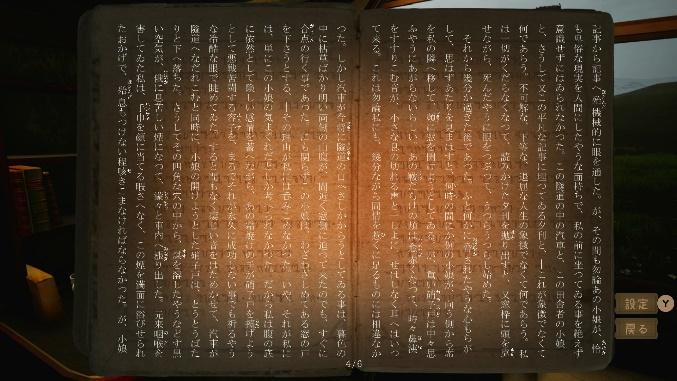 記事から記事へ殆機械的に眼を通した。が、その間も勿論あの小娘が、恰
も卑俗な現実を人間にしたやうな面持ちで、私の前に坐つてゐる事を絶えず
意識せずにはゐられなかつた。この隧道の中の汽車と、この田舎者の小娘
と、さうして又この平凡な記事に埋つてゐる夕刊と、――これが象徴でなくて
何であらう。不可解な、下等な、退屈な人生の象徴でなくて何であらう。私
は一切がくだらなくなつて、読みかけた夕刊を抛り出すと、又窓枠に頭を靠
せながら、死んだやうに眼をつぶつて、うつらうつらし始めた。
それから幾分か過ぎた後であつた。ふと何かに脅されたやうな心もちが
して、思はずあたりを見まはすと、何時の間にか例の小娘が、向う側から席
を私の隣へ移して、頻に窓を開けようとしてゐる。が、重い硝子戸は中々思
ふやうにあがらないらしい。あの皸だらけの頬は愈赤くなつて、時々鼻洟
をすすりこむ音が、小さな息の切れる声と一しよに、せはしなく耳へはいつ
て来る。これは勿論私にも、幾分ながら同情を惹くに足るものには相違なか
つた。しかし汽車が今将に隧道の口へさしかからうとしてゐる事は、暮色の
中に枯草ばかり明い両側の山腹が、間近く窓側に迫つて来たのでも、すぐに
合点の行く事であつた。にも関らずこの小娘は、わざわざしめてある窓の戸
を下さうとする、――その理由が私には呑みこめなかつた。いや、それが私に
は、単にこの小娘の気まぐれだとしか考へられなかつた。だから私は腹の底
に依然として険しい感情を蓄へながら、あの霜焼けの手が硝子戸を擡げよう
として悪戦苦闘する容子を、まるでそれが永久に成功しない事でも祈るやう
な冷酷な眼で眺めてゐた。すると間もなく凄じい音をはためかせて、汽車が
隧道へなだれこむと同時に、小娘の開けようとした硝子戸は、とうとうばた
りと下へ落ちた。さうしてその四角な穴の中から、煤を溶したやうなどす黒
い空気が、俄に息苦しい煙になつて、濛々と車内へ漲り出した。元来咽喉を
害してゐた私は、手巾を顔に当てる暇さへなく、この煙を満面に浴びせられ
たおかげで、殆息もつけない程咳きこまなければならなかつた。が、小娘
4/6
設定 Y
戻る